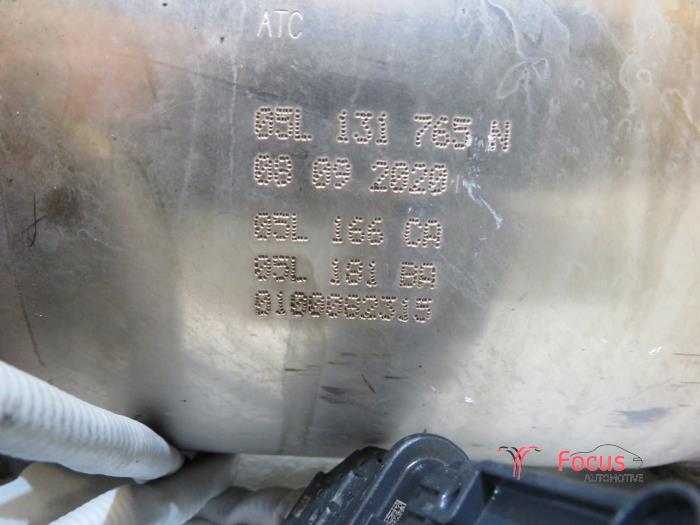 ATC
05L 131 765 N
08 09 2020
05L 166 CA
05L 181 BA
0100082315
Focus
AUTOMOTIVE